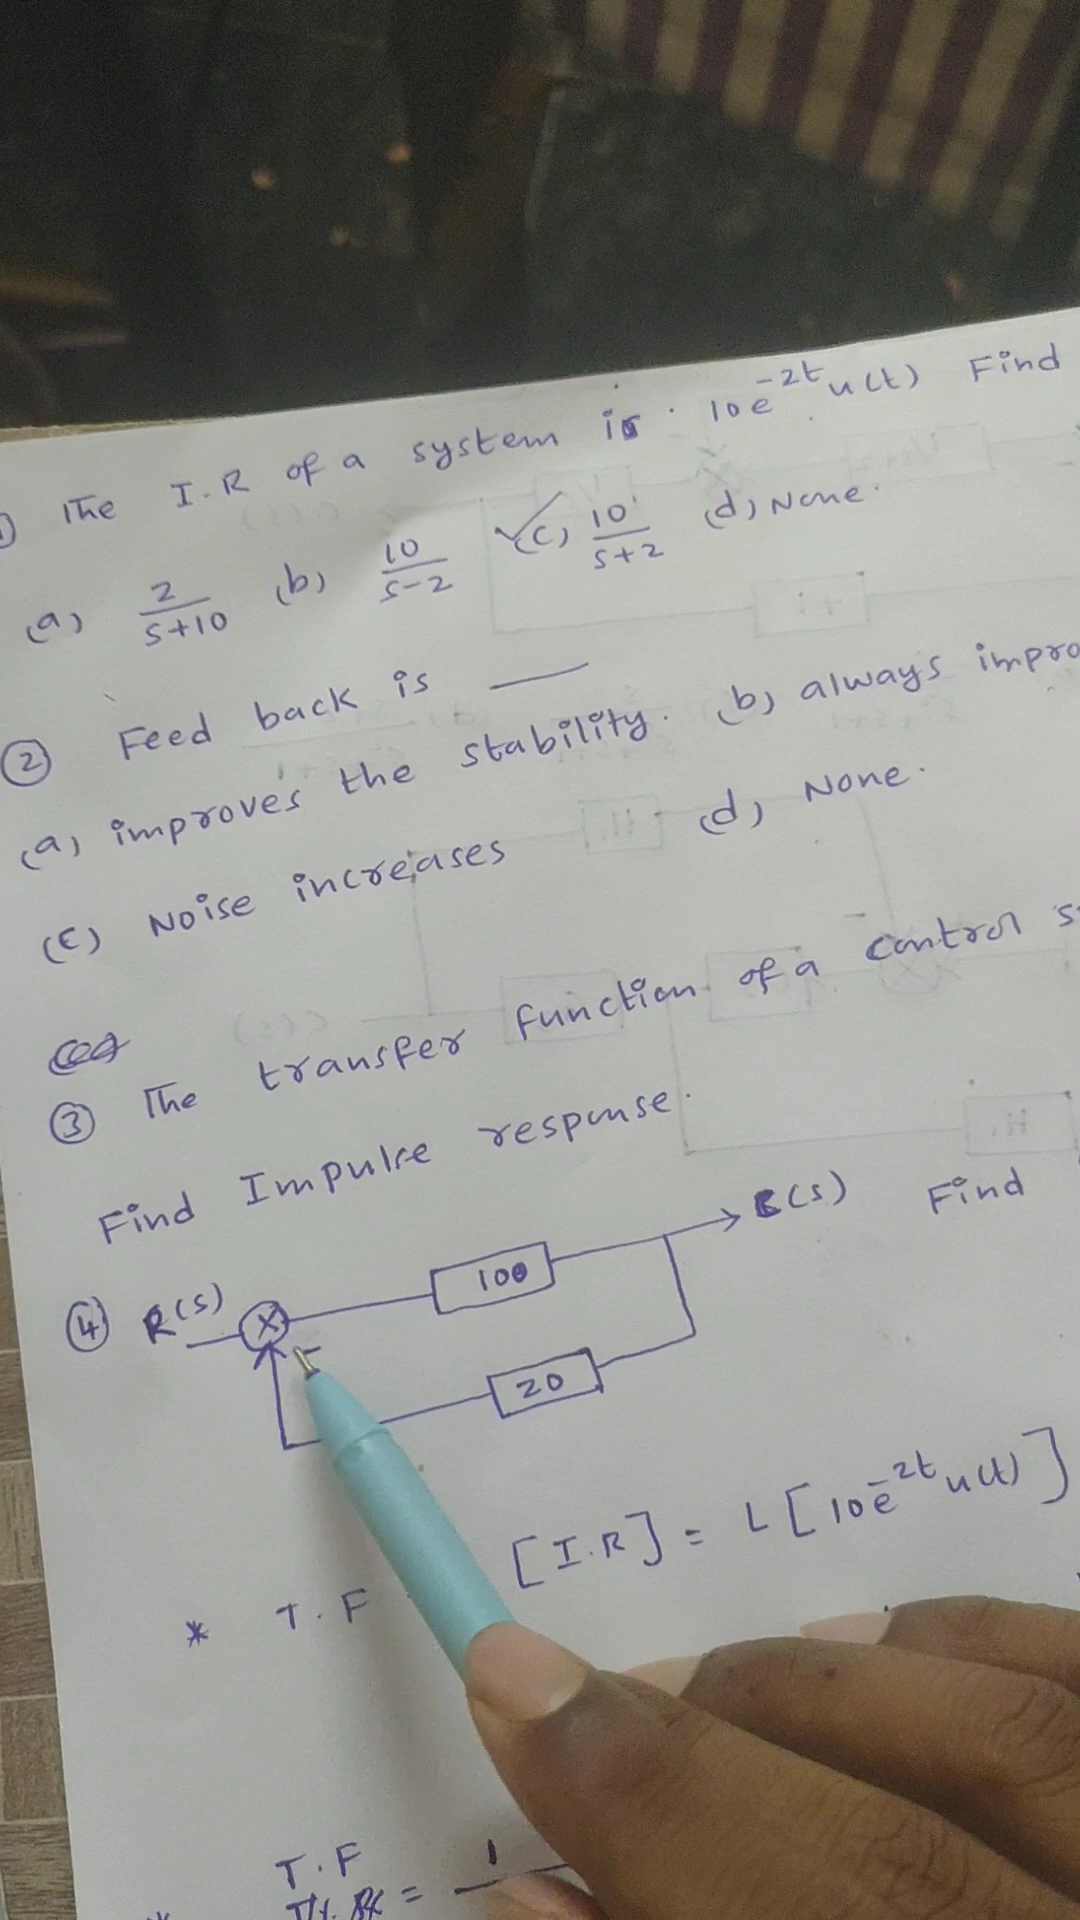 ) The I.R of a system is 10e^-2t u(t) Find
(a) 2/s+10 (b) 10/s-2 (c) 10/s+2 (d) None.
② Feed back is ___
(a) improves the stability. (b) always impro
(c) Noise increases (d) None.
③ The transfer function of a control s
Find Impulse response.
④ R(s) 100 C(s) Find
20
* T.F [I.R] = L[10e^-2t u(t)]
T.F
= 1